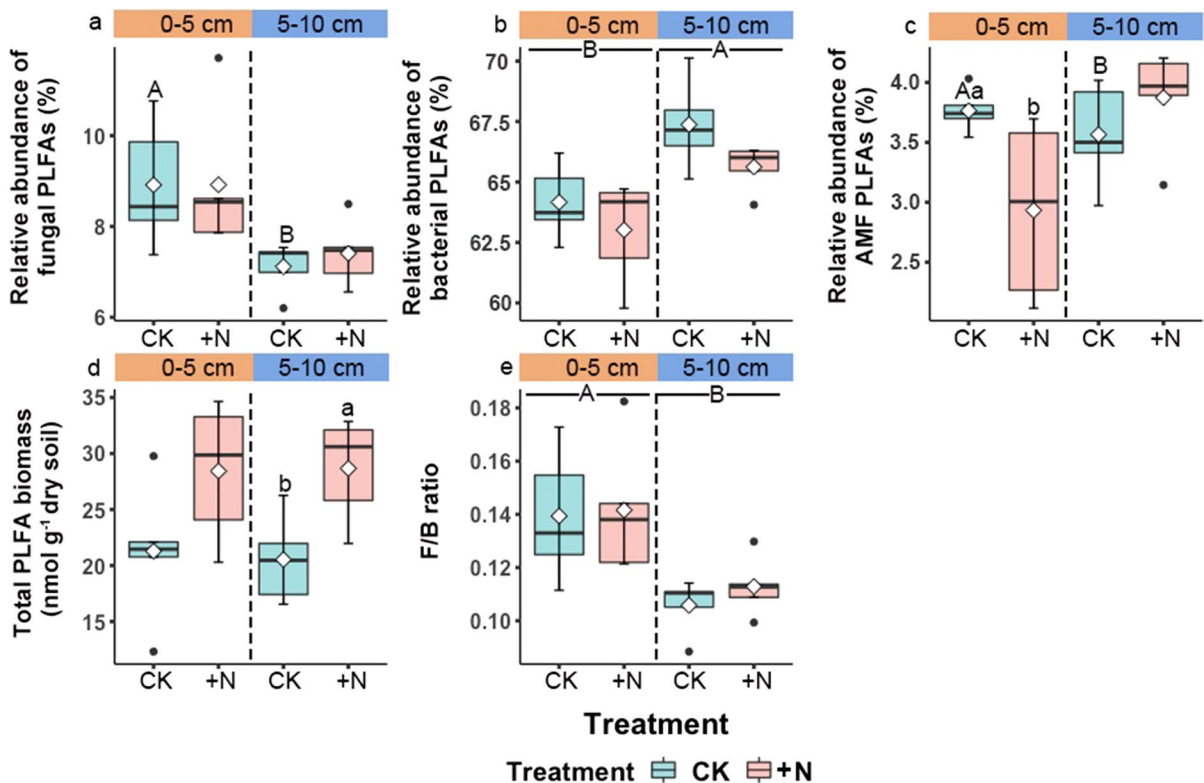 a
0-5 cm
5-10 cm
Relative abundance of
fungal PLFAs (%)
10
8
6
A
B
CK
+N
CK
+N
b
0-5 cm
5-10 cm
Relative abundance of
bacterial PLFAs (%)
70
67.5
65
62.5
60
B
A
CK
+N
CK
+N
c
0-5 cm
5-10 cm
Relative abundance of
AMF PLFAs (%)
4.0
3.5
3.0
2.5
Aa
b
B
CK
+N
CK
+N
d
0-5 cm
5-10 cm
Total PLFA biomass
(nmol g⁻¹ dry soil)
35
30
25
20
15
b
a
CK
+N
CK
+N
e
0-5 cm
5-10 cm
F/B ratio
0.18
0.16
0.14
0.12
0.10
A
B
CK
+N
CK
+N
Treatment
Treatment CK +N